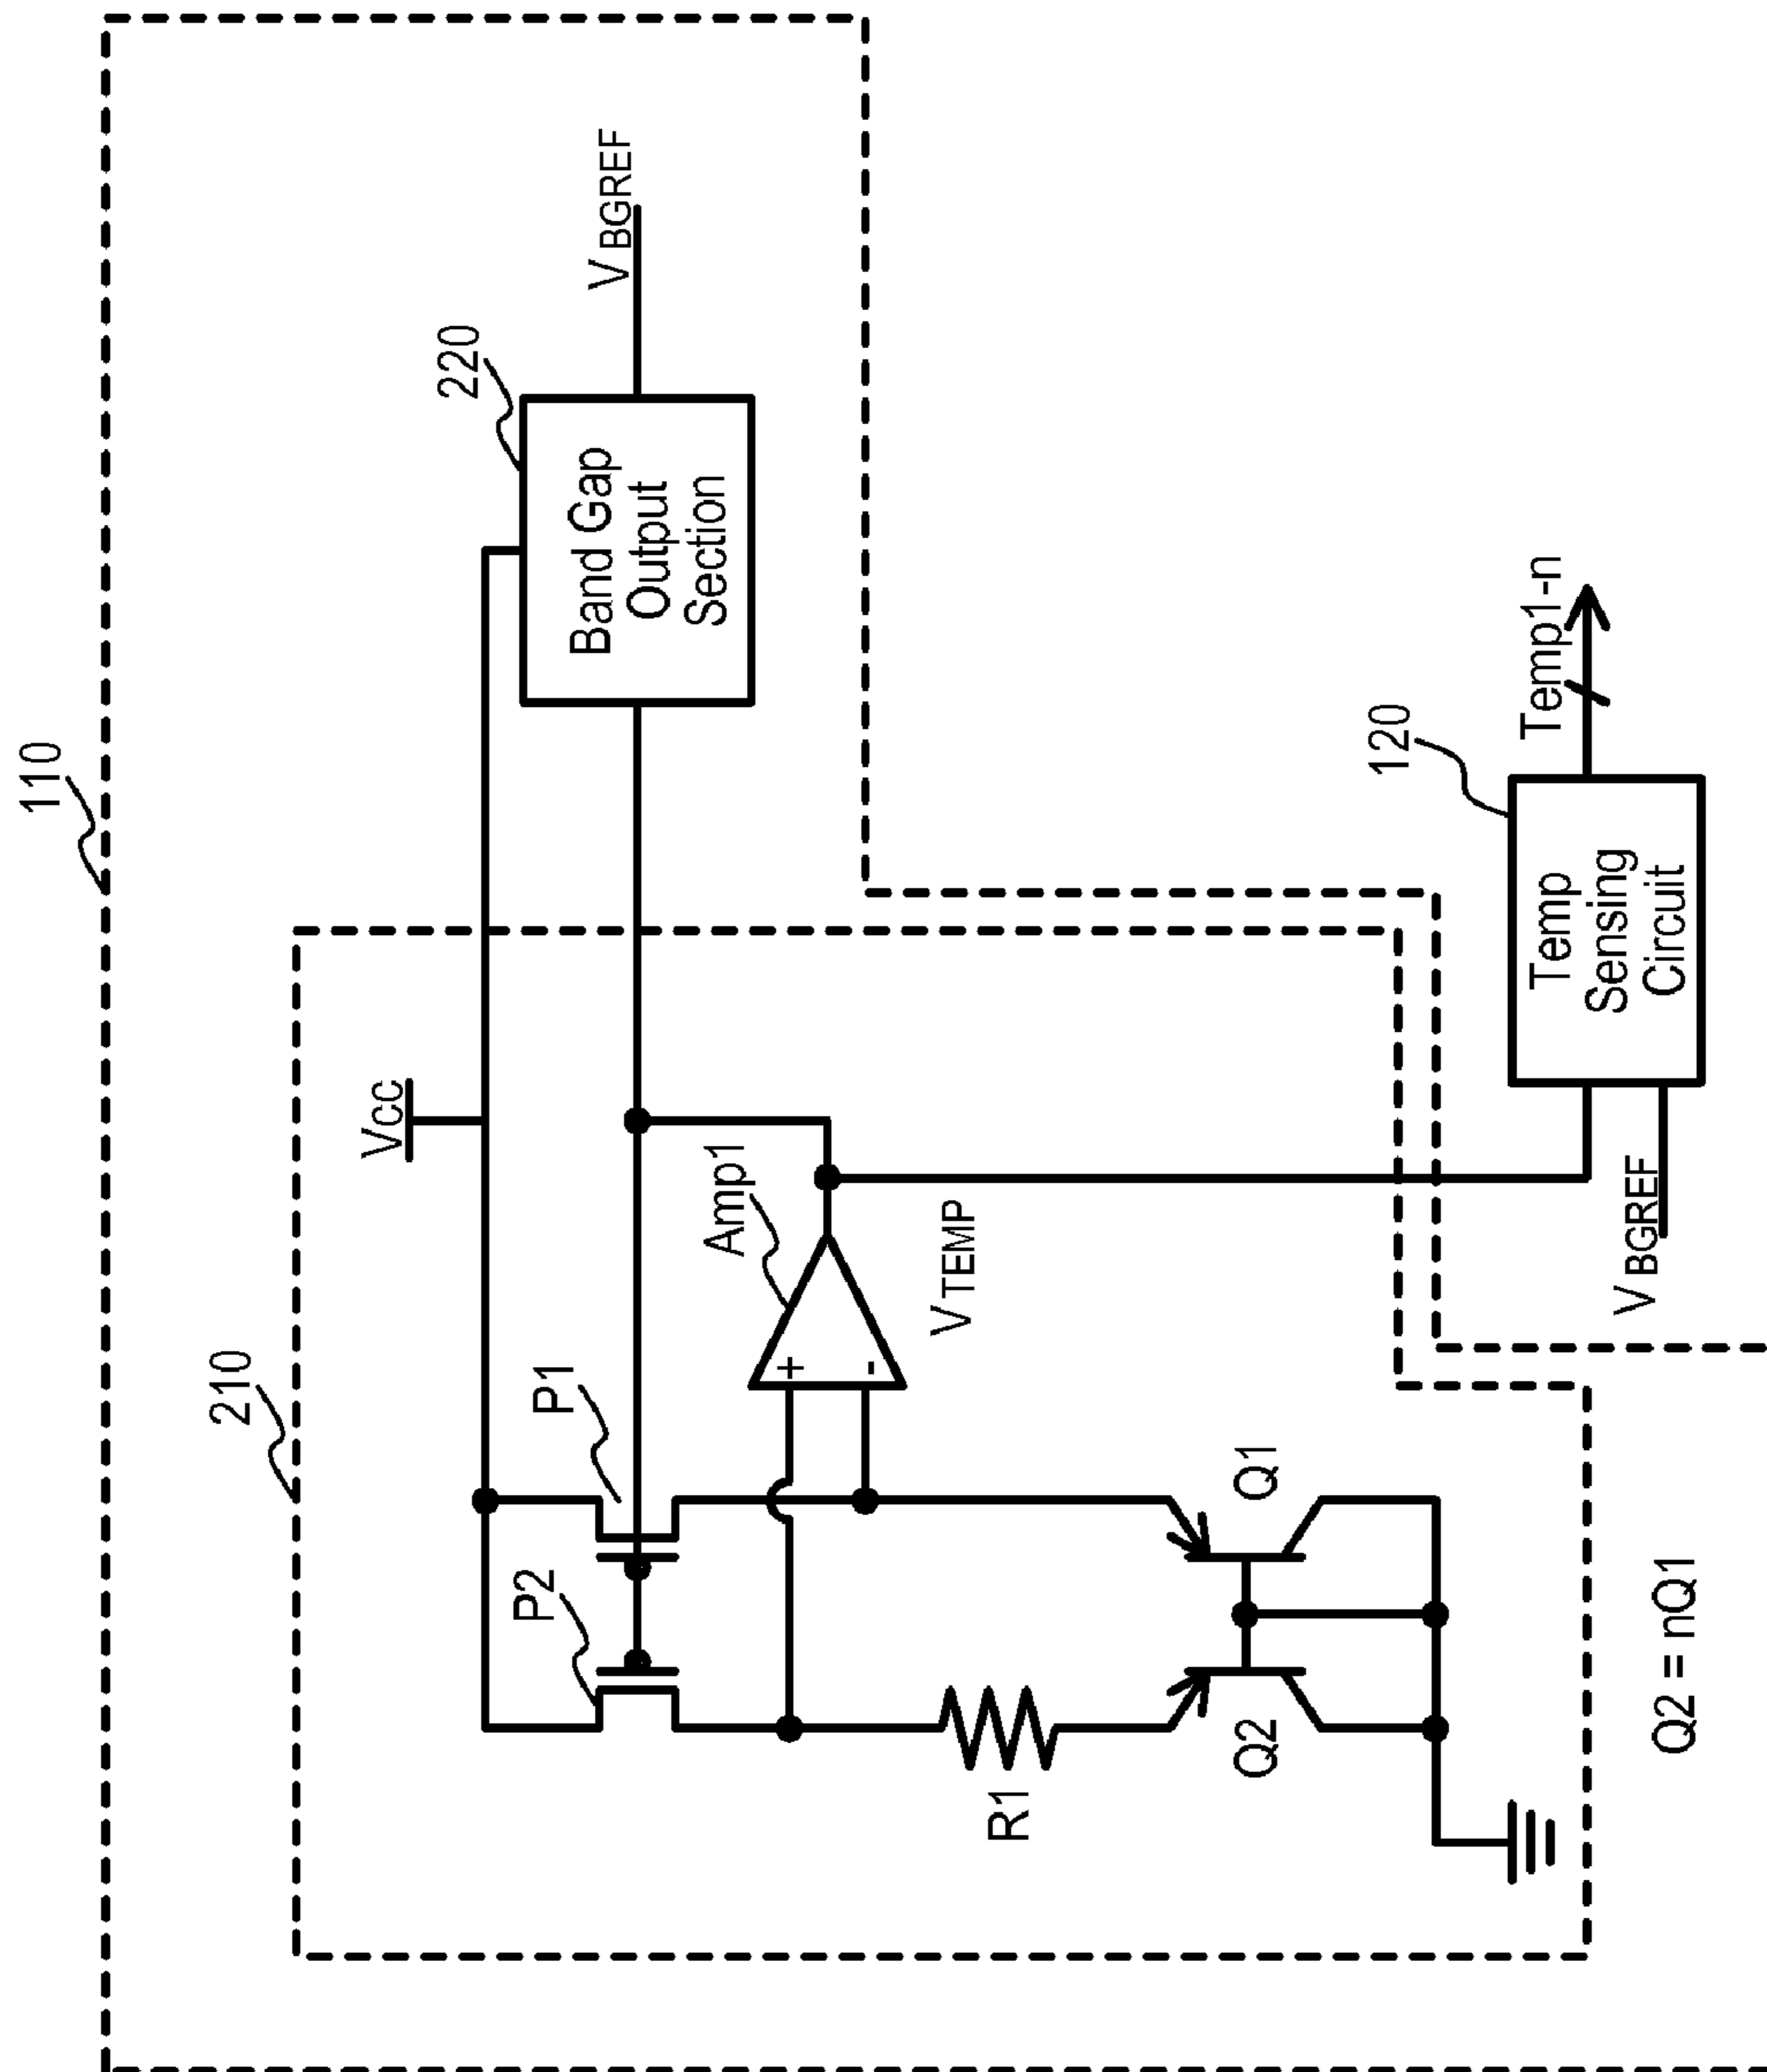 110
210
Vcc
220
Band Gap
Output
Section
VBGREF
P2
P1
Amp1
+
-
VTEMP
R1
Q2
Q1
120
Temp
Sensing
Circuit
Temp1-n
VBGREF
Q2 = nQ1